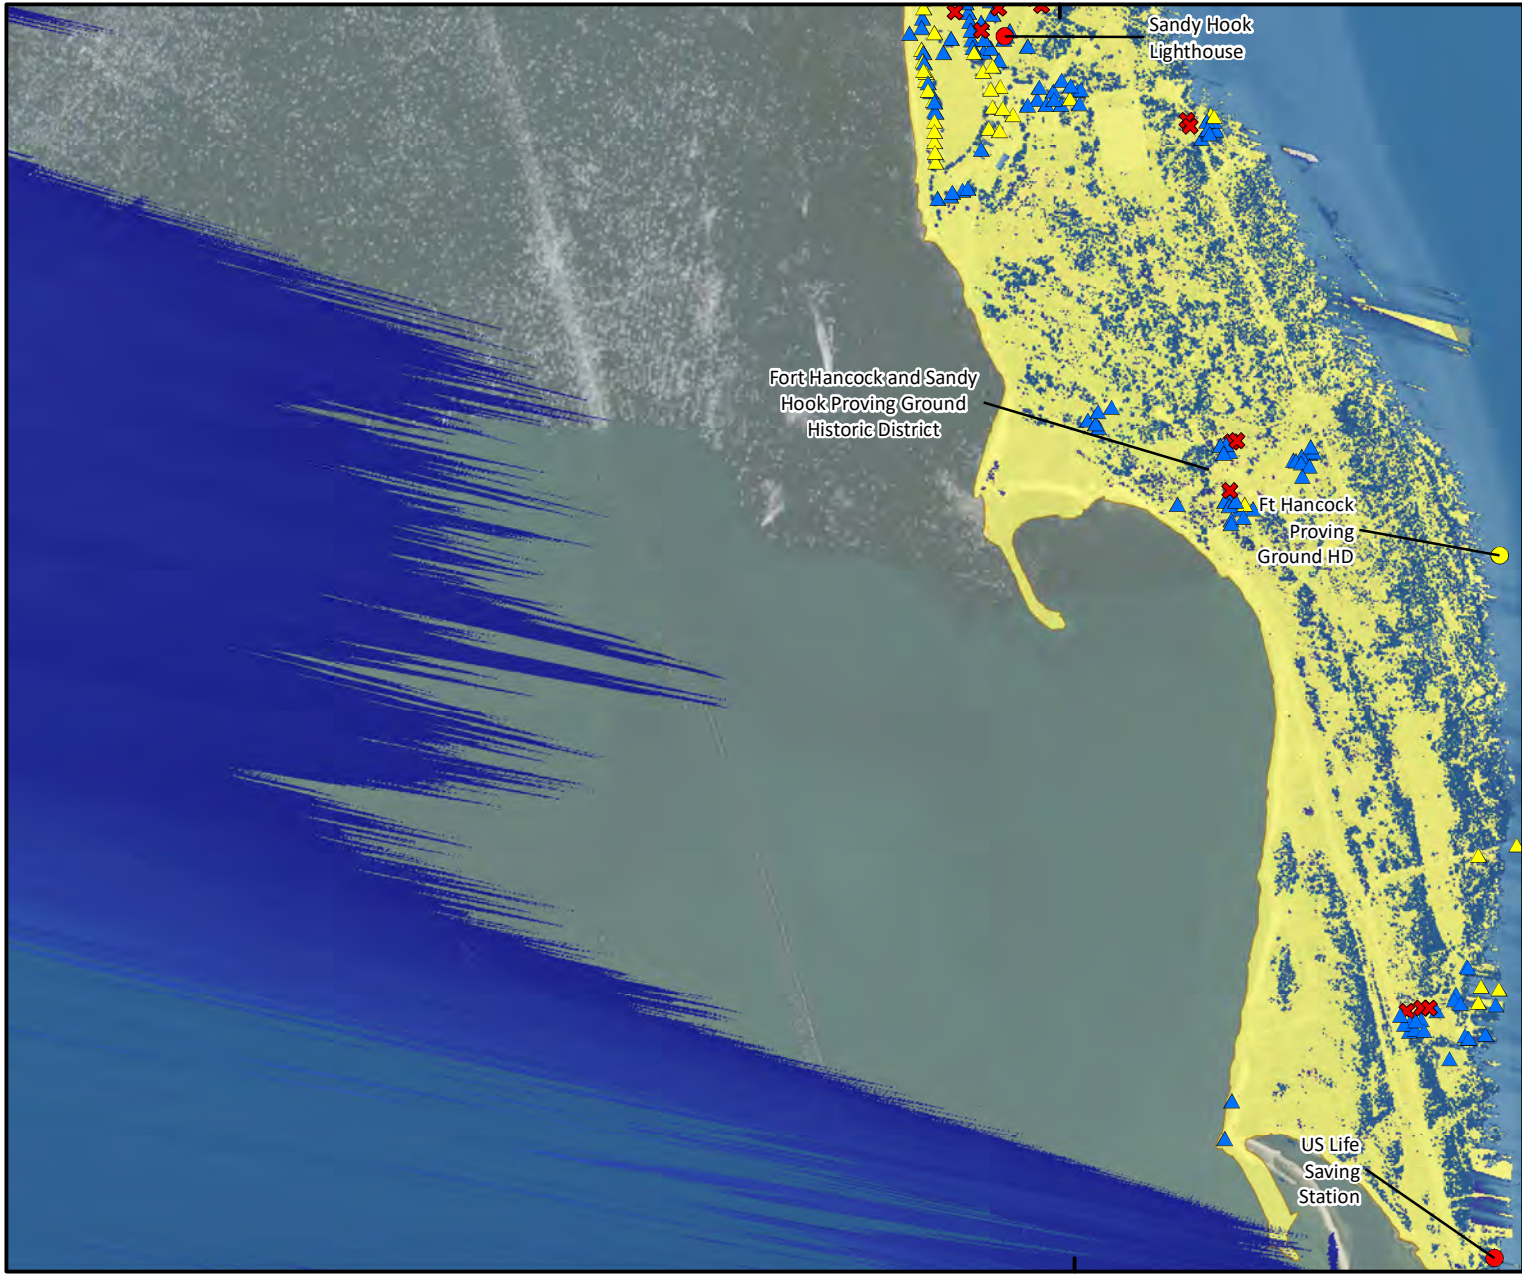 Sandy Hook
Lighthouse
Fort Hancock and Sandy
Hook Proving Ground
Historic District
Ft Hancock
Proving
Ground HD
US Life
Saving
Station